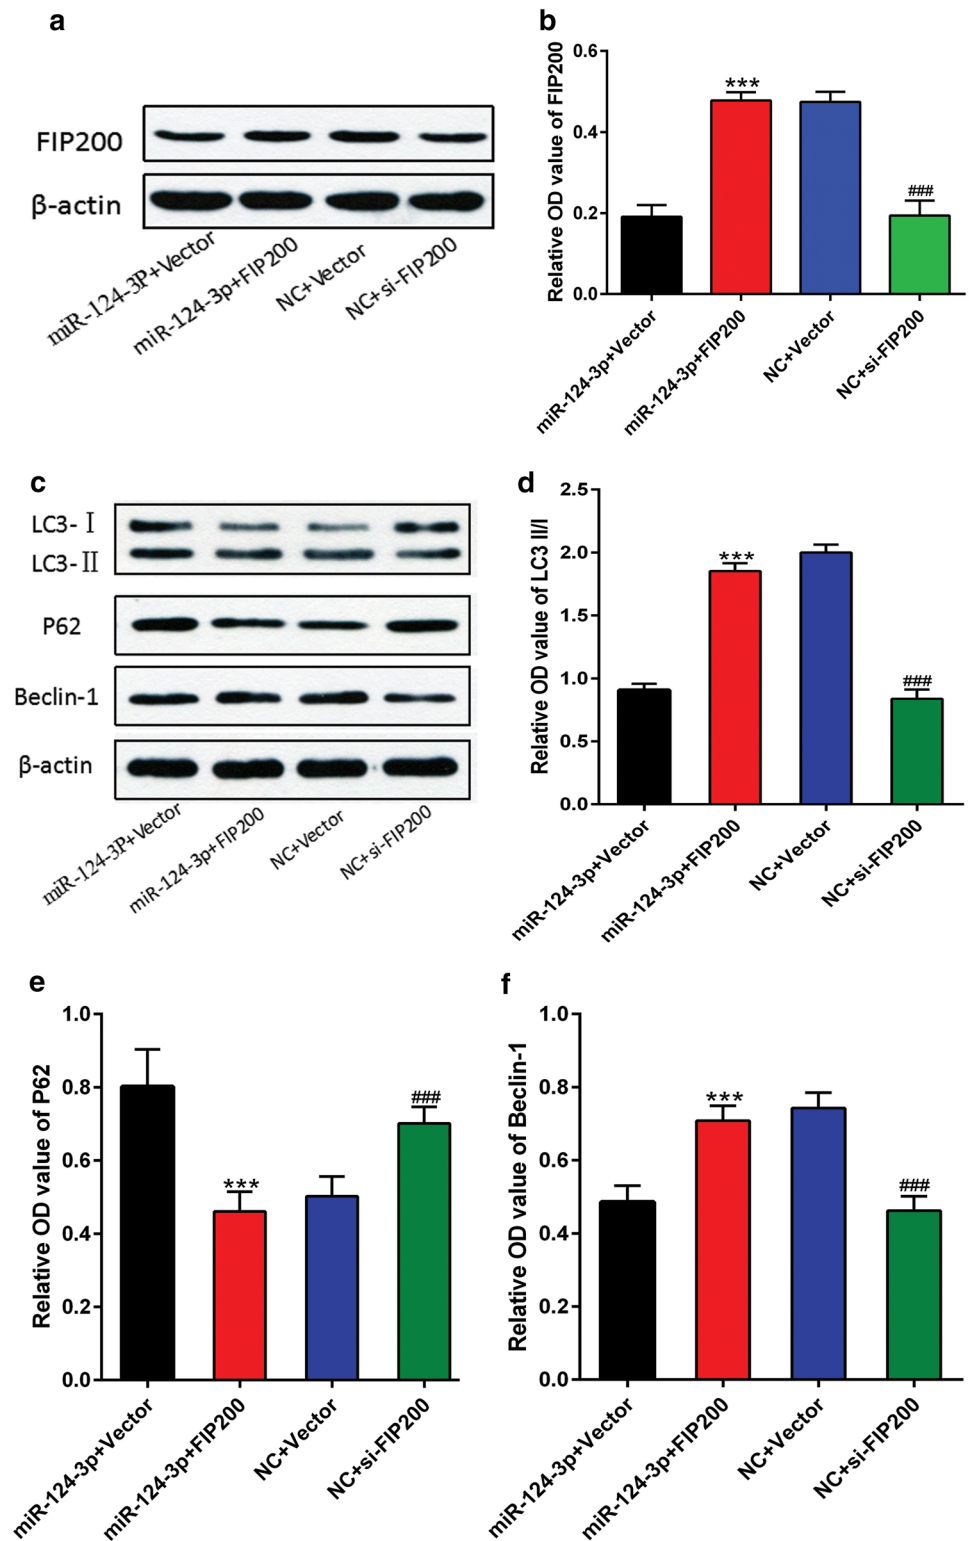 a
FIP200
β-actin
miR-124-3P+Vector
miR-124-3p+FIP200
NC+Vector
NC+si-FIP200
b
Relative OD value of FIP200
0.6
0.4
0.2
0.0
***
###
miR-124-3p+Vector
miR-124-3p+FIP200
NC+Vector
NC+si-FIP200
c
LC3-Ⅰ
LC3-Ⅱ
P62
Beclin-1
β-actin
miR-124-3P+Vector
miR-124-3p+FIP200
NC+Vector
NC+si-FIP200
d
Relative OD value of LC3 II/I
2.5
2.0
1.5
1.0
0.5
0.0
***
###
miR-124-3p+Vector
miR-124-3p+FIP200
NC+Vector
NC+si-FIP200
e
Relative OD value of P62
1.0
0.8
0.6
0.4
0.2
0.0
***
###
miR-124-3p+Vector
miR-124-3p+FIP200
NC+Vector
NC+si-FIP200
f
Relative OD value of Beclin-1
1.0
0.8
0.6
0.4
0.2
0.0
***
###
miR-124-3p+Vector
miR-124-3p+FIP200
NC+Vector
NC+si-FIP200